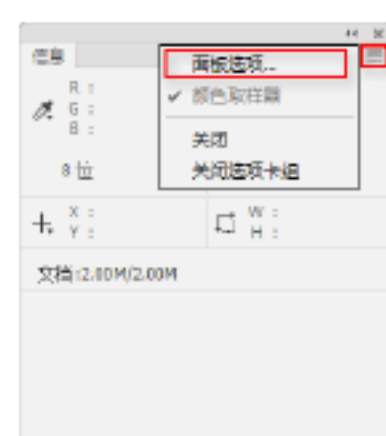 信息
面板选项...
颜色取样器
关闭
关闭选项卡组
R :
G :
B :
8 位
X :
Y :
W :
H :
文档:2.00M/2.00M